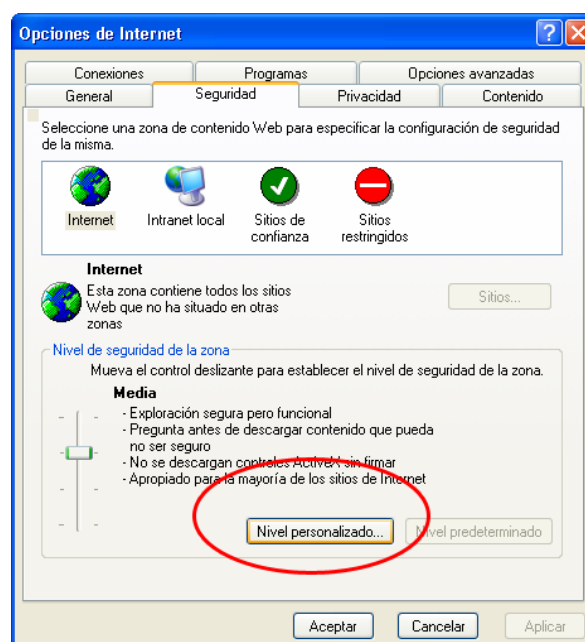 Opciones de Internet
Conexiones Programas Opciones avanzadas
General Seguridad Privacidad Contenido
Seleccione una zona de contenido Web para especificar la configuración de seguridad
de la misma.
Internet Intranet local Sitios de confianza Sitios restringidos
Internet
Esta zona contiene todos los sitios
Web que no ha situado en otras
zonas
Sitios...
Nivel de seguridad de la zona
Mueva el control deslizante para establecer el nivel de seguridad de la zona.
Media
- Exploración segura pero funcional
- Pregunta antes de descargar contenido que pueda
no ser seguro
- No se descargan controles ActiveX sin firmar
- Apropiado para la mayoría de los sitios de Internet
Nivel personalizado... Nivel predeterminado
Aceptar Cancelar Aplicar